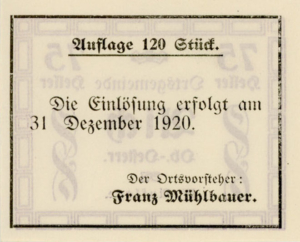 Auflage 120 Stück.
Die Einlösung erfolgt am
31 Dezember 1920.
Der Ortsvorsteher:
Franz Mühlbauer.